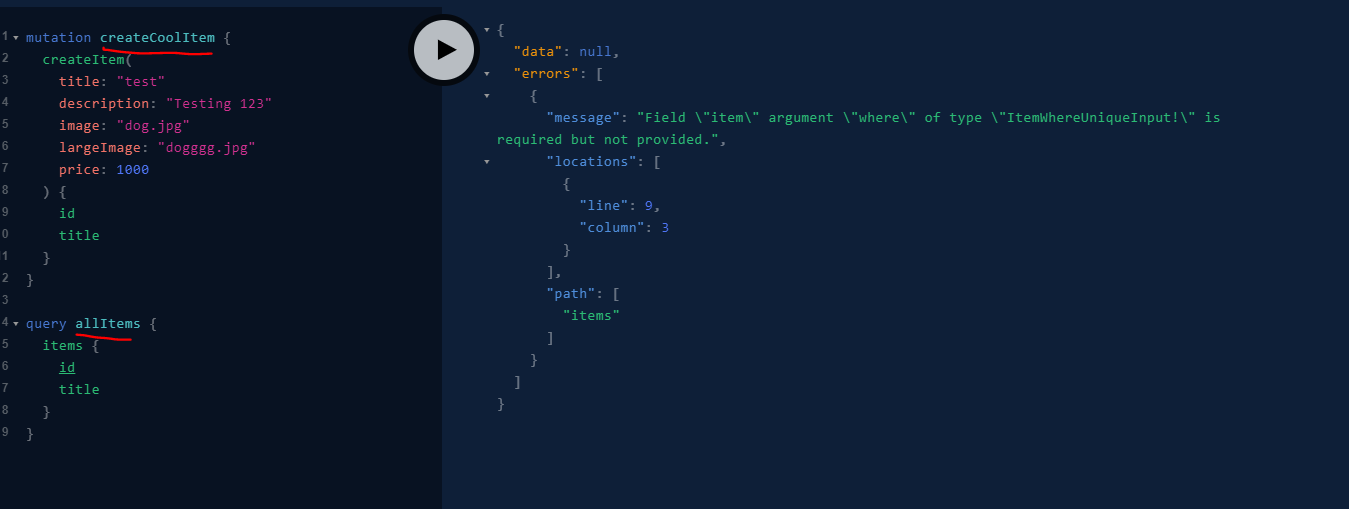 1 mutation createCoolItem {
2 createItem(
3 title: "test"
4 description: "Testing 123"
5 image: "dog.jpg"
6 largeImage: "dogggg.jpg"
7 price: 1000
8 ) {
9 id
0 title
1 }
2 }
3
4 query allItems {
5 items {
6 id
7 title
8 }
9 }
{
"data": null,
"errors": [
{
"message": "Field \"item\" argument \"where\" of type \"ItemWhereUniqueInput!\" is
required but not provided.",
"locations": [
{
"line": 9,
"column": 3
}
],
"path": [
"items"
]
}
]
}